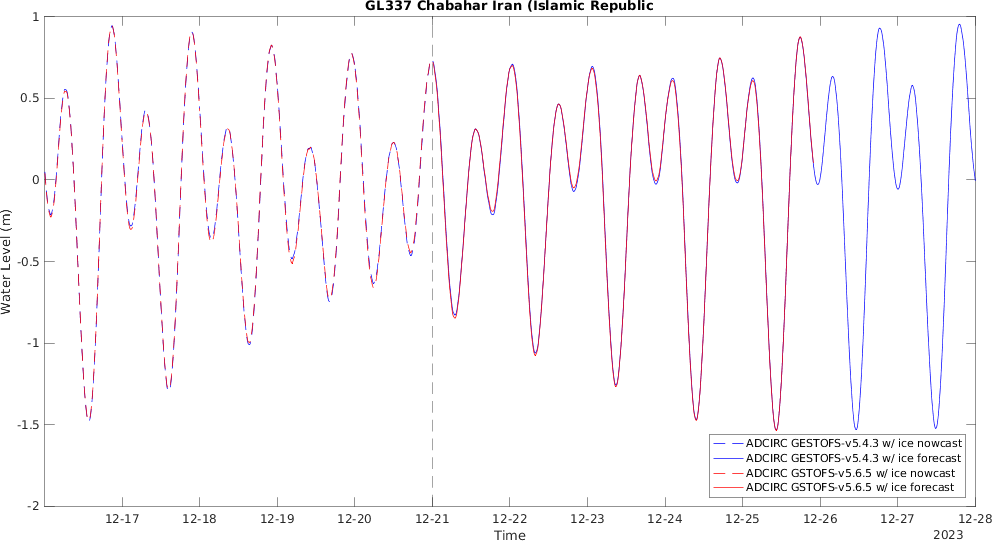 GL337 Chabahar Iran (Islamic Republic
1
0.5
0
-0.5
-1
-1.5
-2
Water Level (m)
ADCIRC GESTOFS-v5.4.3 w/ ice nowcast
ADCIRC GESTOFS-v5.4.3 w/ ice forecast
ADCIRC GSTOFS-v5.6.5 w/ ice nowcast
ADCIRC GSTOFS-v5.6.5 w/ ice forecast
12-17 12-18 12-19 12-20 12-21 12-22 12-23 12-24 12-25 12-26 12-27 12-28
Time
2023